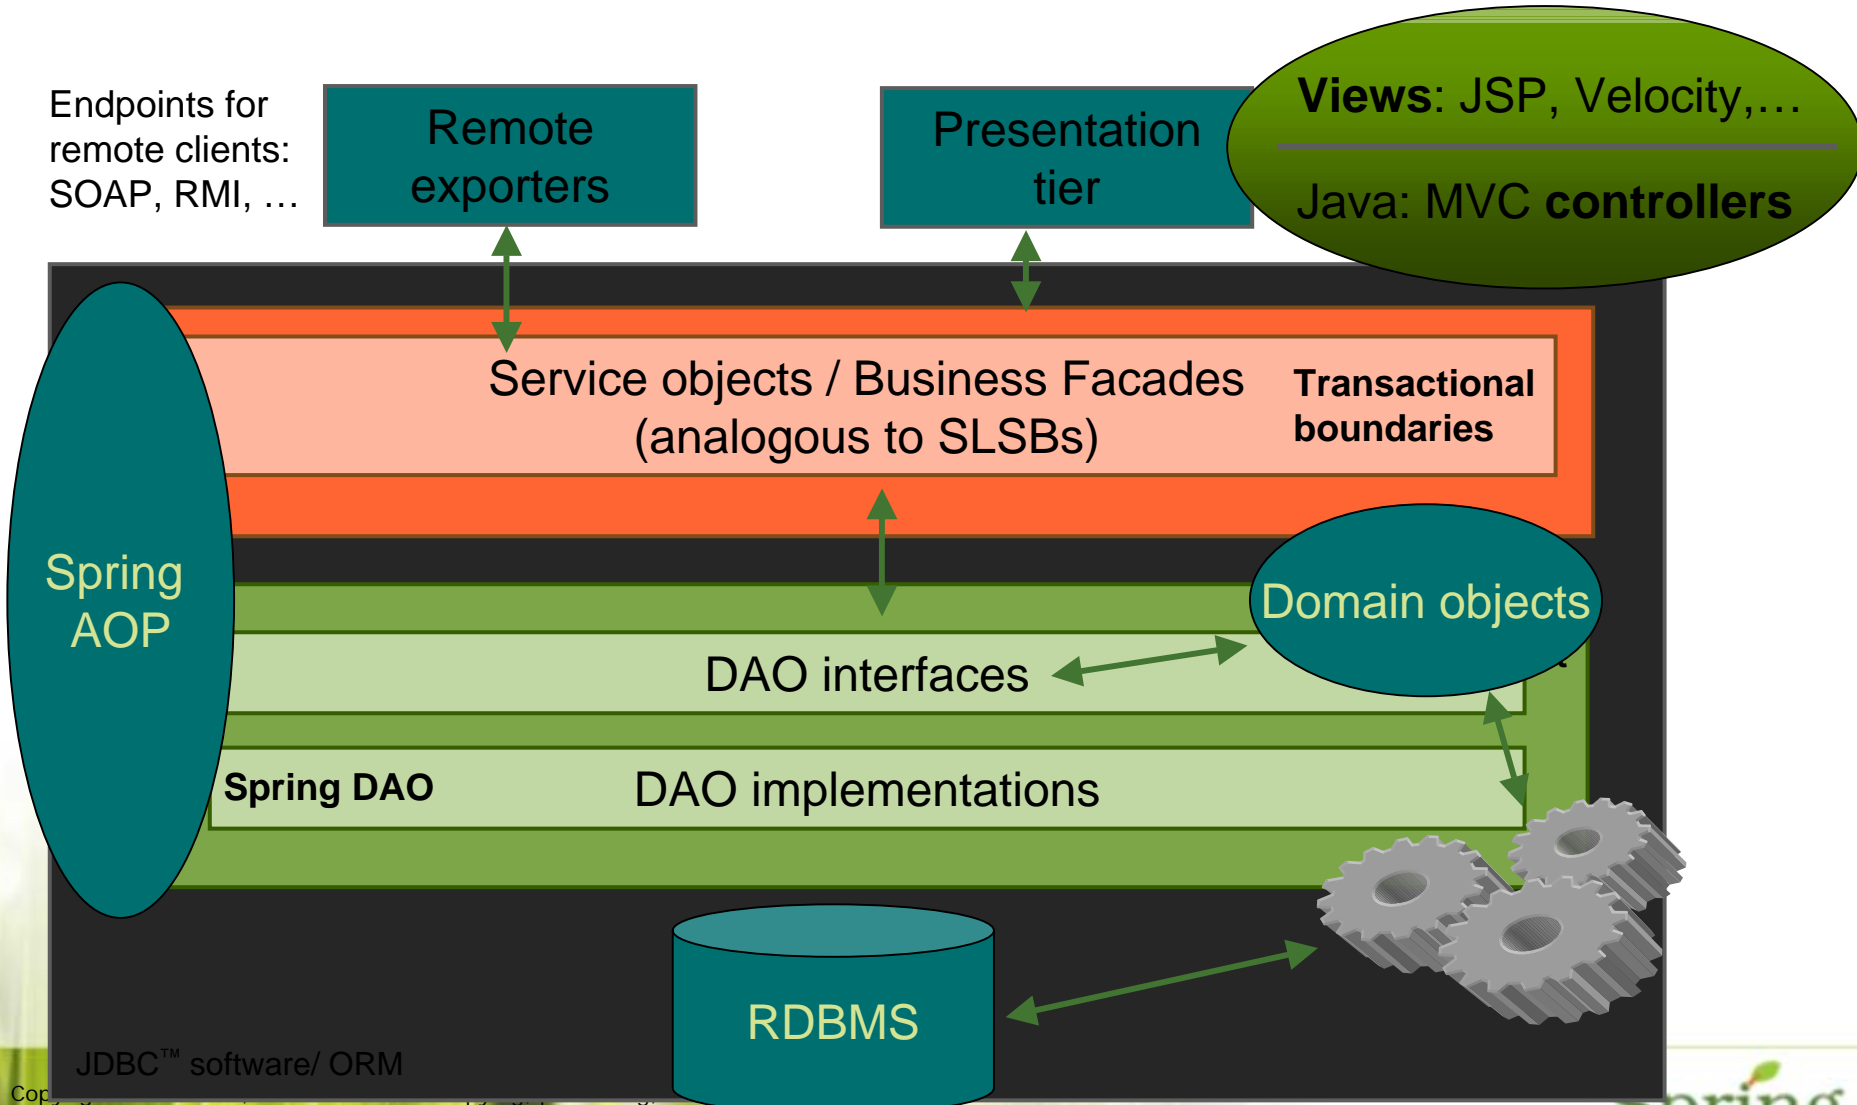 Endpoints for
remote clients:
SOAP, RMI, …
Remote
exporters
Presentation
tier
Views: JSP, Velocity,…
Java: MVC controllers
Service objects / Business Facades
(analogous to SLSBs)
Transactional
boundaries
Spring
AOP
Domain objects
DAO interfaces
Spring DAO
DAO implementations
RDBMS
JDBC™ software/ ORM